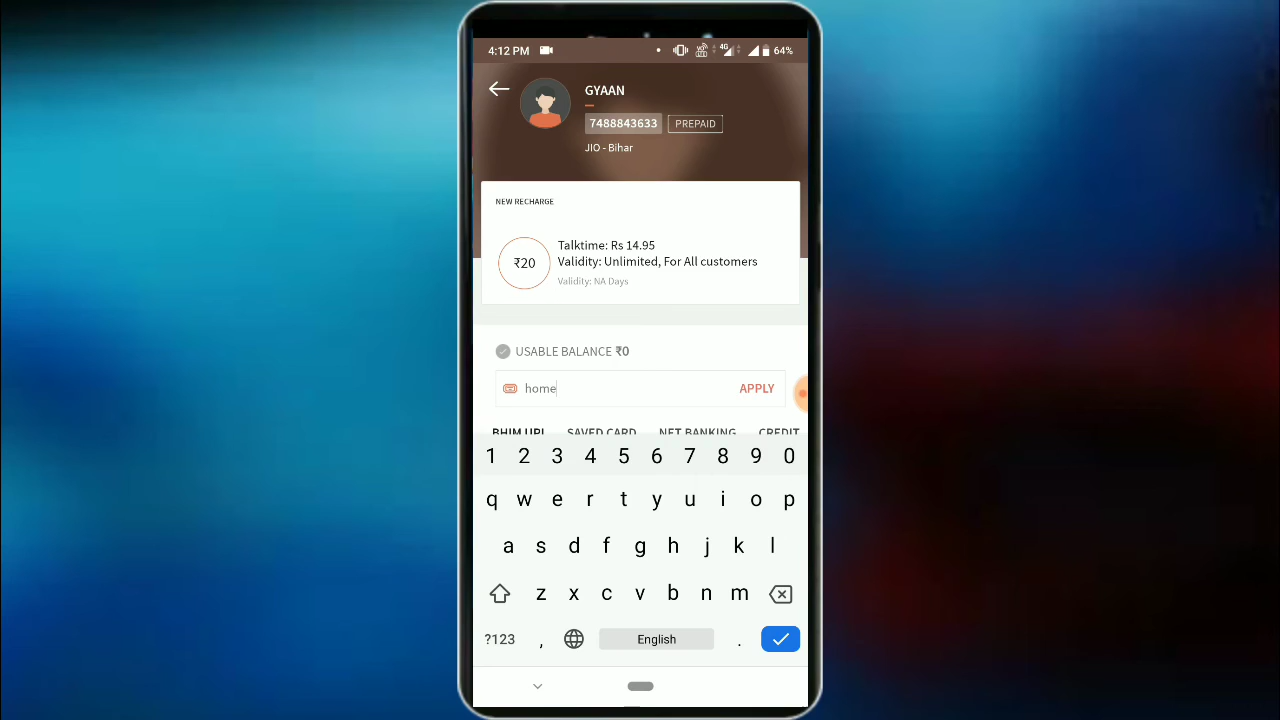 4:12 PM 4G 64%
GYAAN
7488843633 PREPAID
JIO - Bihar
NEW RECHARGE
₹20
Talktime: Rs 14.95
Validity: Unlimited, For All customers
Validity: NA Days
USABLE BALANCE ₹0
home APPLY
BHIM UPI SAVED CARD NET BANKING CREDIT
1 2 3 4 5 6 7 8 9 0
q w e r t y u i o p
a s d f g h j k l
z x c v b n m
?123 , English .